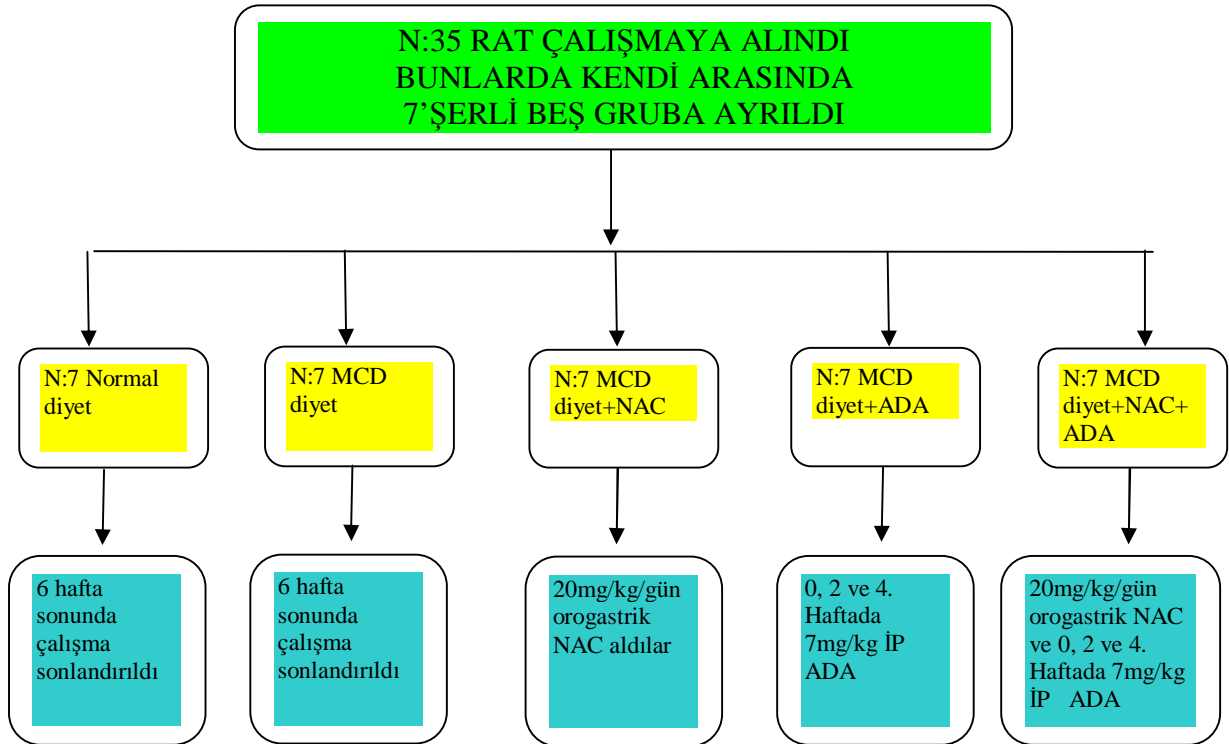 N:35 RAT ÇALIŞMAYA ALINDI
BUNLARDA KENDİ ARASINDA
7’ŞERLİ BEŞ GRUBA AYRILDI
N:7 Normal
diyet
N:7 MCD
diyet
N:7 MCD
diyet+NAC
N:7 MCD
diyet+ADA
N:7 MCD
diyet+NAC+
ADA
6 hafta
sonunda
çalışma
sonlandırıldı
6 hafta
sonunda
çalışma
sonlandırıldı
20mg/kg/gün
orogastrik
NAC aldılar
0, 2 ve 4.
Haftada
7mg/kg İP
ADA
20mg/kg/gün
orogastrik NAC
ve 0, 2 ve 4.
Haftada 7mg/kg
İP ADA